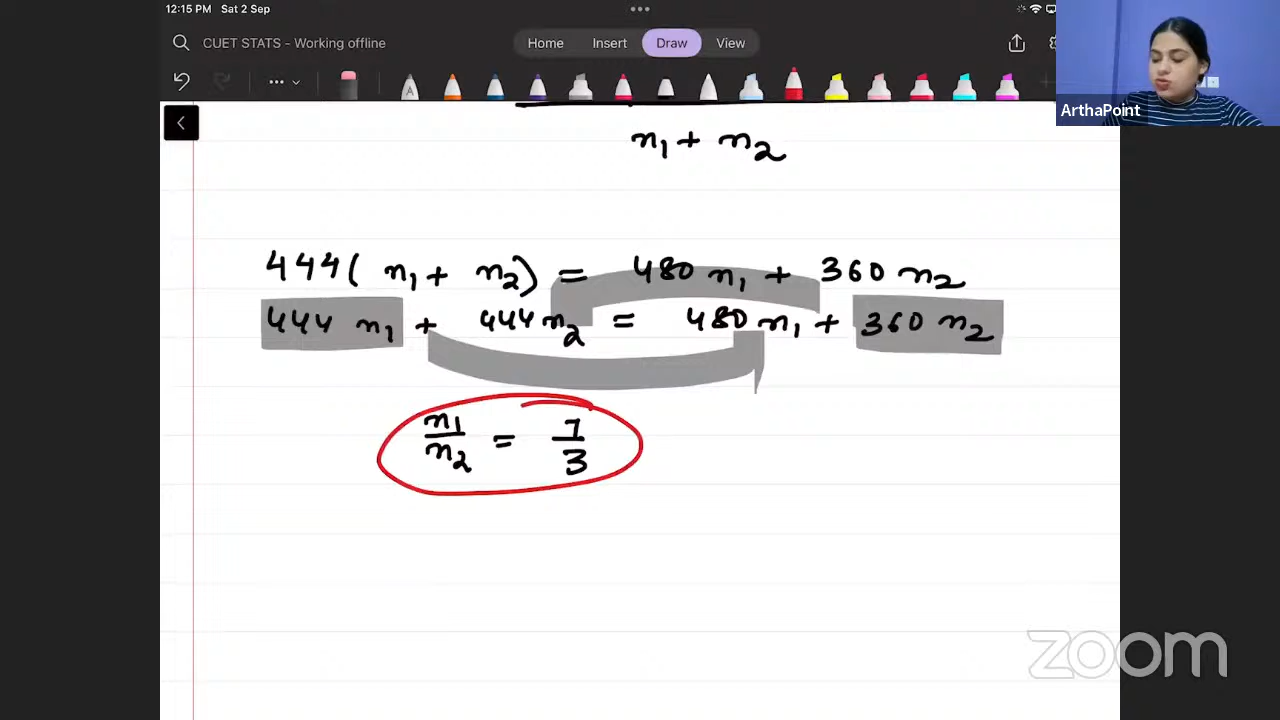 12:15 PM Sat 2 Sep
CUET STATS - Working offline
Home Insert Draw View
A
ArthaPoint
n₁ + n₂
444( n₁ + n₂) = 480 n₁ + 360 n₂
444 n₁ + 444 n₂ = 480 n₁ + 360 n₂
n₁/n₂ = 7/3
zoom